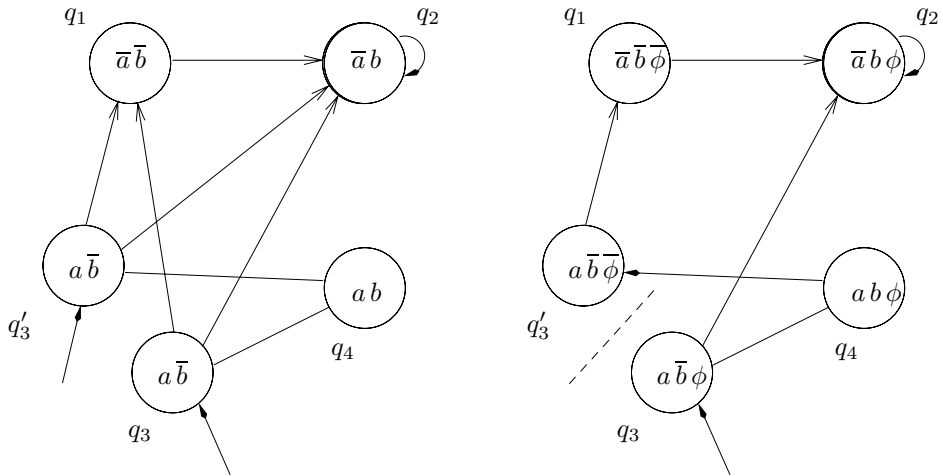 q₁ q₂ q₁ q₂
a̅ b̅ a̅ b a̅ b̅ ϕ̅ a̅ b ϕ
a b̅ a b a b̅ ϕ̅ a b ϕ
q₃′ q₄ q₃′ q₄
a b̅ a b̅ ϕ
q₃ q₃